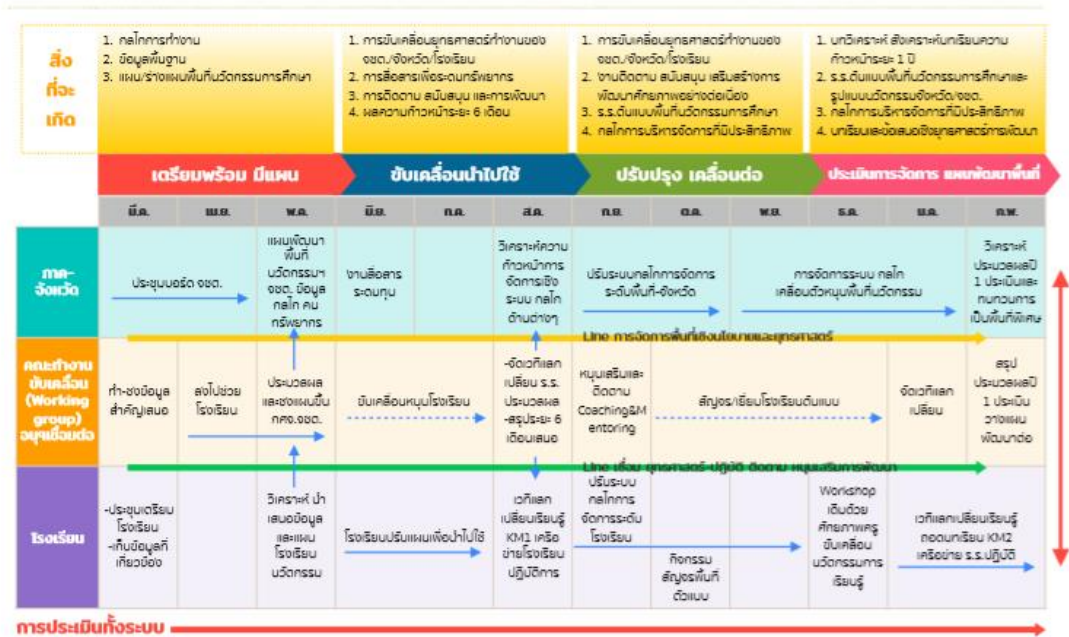 สิ่ง
ที่จะ
เกิด
1. กลไกการทำงาน
2. ข้อมูลพื้นฐาน
3. แผน/ร่างแผนพื้นที่นวัตกรรมการศึกษา
1. การขับเคลื่อนยุทธศาสตร์ทำงานของ
จชต./จังหวัด/โรงเรียน
2. การสื่อสารเพื่อระดมทรัพยากร
3. การติดตาม สนับสนุน และการพัฒนา
4. ผลความก้าวหน้าระยะ 6 เดือน
1. การขับเคลื่อนยุทธศาสตร์ทำงานของ
จชต./จังหวัด/โรงเรียน
2. งานติดตาม สนับสนุน เสริมสร้างการ
พัฒนาศักยภาพอย่างต่อเนื่อง
3. ร.ร.ต้นแบบพื้นที่นวัตกรรมการศึกษา
4. กลไกการบริหารจัดการที่มีประสิทธิภาพ
1. บทวิเคราะห์ สังเคราะห์บทเรียนความ
ก้าวหน้าระยะ 1 ปี
2. ร.ร.ต้นแบบพื้นที่นวัตกรรมการศึกษาและ
รูปแบบนวัตกรรมจังหวัด/จชต.
3. กลไกการบริหารจัดการที่มีประสิทธิภาพ
4. บทเรียนและข้อเสนอเชิงยุทธศาสตร์การพัฒนา
เตรียมพร้อม มีแผน
ขับเคลื่อนนำไปใช้
ปรับปรุง เคลื่อนต่อ
ประเมินการจัดการ แผนพัฒนาพื้นที่
มี.ค. เม.ย. พ.ค. มิ.ย. ก.ค. ส.ค. ก.ย. ต.ค. พ.ย. ธ.ค. ม.ค. ก.พ.
ภาค-
จังหวัด
ประชุมบอร์ด จชต.
แผนพัฒนา
พื้นที่
นวัตกรรมฯ
จชต. ข้อมูล
กลไก คน
ทรัพยากร
งานสื่อสาร
ระดมทุน
วิเคราะห์ความ
ก้าวหน้าการ
จัดการเชิง
ระบบ กลไก
ด้านต่างๆ
ปรับระบบกลไกการจัดการ
ระดับพื้นที่-จังหวัด
การจัดการระบบ กลไก
เคลื่อนตัวหนุนพื้นที่นวัตกรรม
วิเคราะห์
ประมวลผลปี
1 ประเมินและ
ทบทวนการ
เป็นพื้นที่พิเศษ
Line การจัดการพื้นที่เชิงนโยบายและยุทธศาสตร์
คณะทำงาน
ขับเคลื่อน
(Working
group)
อนุฯเชื่อมต่อ
ทำ-ชงข้อมูล
สำคัญเสนอ
ลงไปช่วย
โรงเรียน
ประมวลผล
และชงแผนขึ้น
กศจ.จชต.
ขับเคลื่อนหนุนโรงเรียน
-จัดเวทีแลก
เปลี่ยน ร.ร.
ประมวลผล
-สรุประยะ 6
เดือนเสนอ
หนุนเสริมและ
ติดตาม
Coaching&M
entoring
สัญจร/เยี่ยมโรงเรียนต้นแบบ
จัดเวทีแลก
เปลี่ยน
สรุป
ประมวลผลปี
1 ประเมิน
วางแผน
พัฒนาต่อ
Line เชื่อม ยุทธศาสตร์-ปฏิบัติ ติดตาม หนุนเสริมการพัฒนา
โรงเรียน
-ประชุมเตรียม
โรงเรียน
-เก็บข้อมูลที่
เกี่ยวข้อง
วิเคราะห์ นำ
เสนอข้อมูล
และแผน
โรงเรียน
นวัตกรรม
โรงเรียนปรับแผนเพื่อนำไปใช้
เวทีแลก
เปลี่ยนเรียนรู้
KM1 เครือ
ข่ายโรงเรียน
ปฏิบัติการ
ปรับระบบ
กลไกการ
จัดการระดับ
โรงเรียน
กิจกรรม
สัญจรพื้นที่
ตัวแบบ
Workshop
เติมด้วย
ศักยภาพครู
ขับเคลื่อน
นวัตกรรมการ
เรียนรู้
เวทีแลกเปลี่ยนเรียนรู้
ถอดบทเรียน KM2
เครือข่าย ร.ร.ปฏิบัติ
การประเมินทั้งระบบ